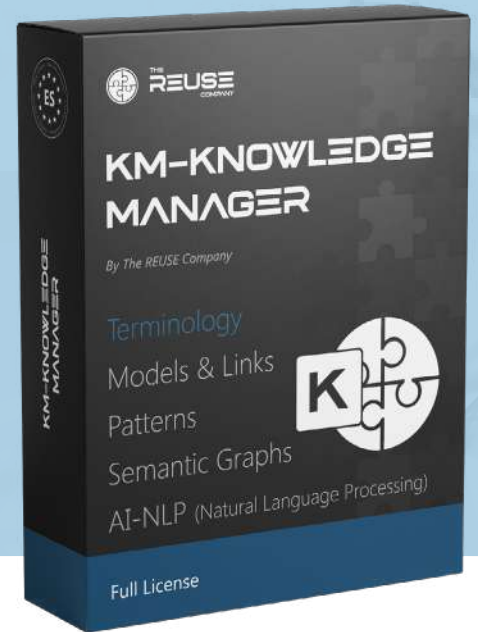 THE
REUSE
COMPANY
ES
KM-KNOWLEDGE
MANAGER
By The REUSE Company
Terminology
Models & Links
Patterns
Semantic Graphs
AI-NLP (Natural Language Processing)
K
Full License
KM-KNOWLEDGE
MANAGER